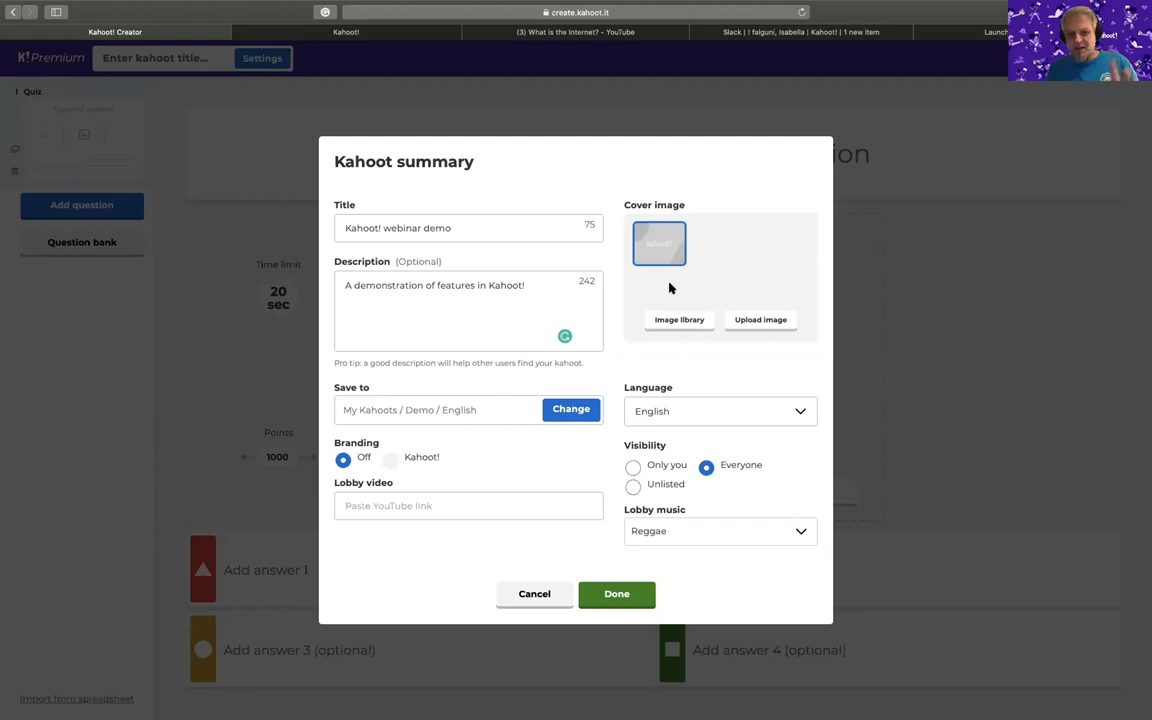 create.kahoot.it
Kahoot! Creator
Kahoot!
(3) What is the Internet? - YouTube
Slack | ! falguni, Isabella | Kahoot! | 1 new item
Launch
K! Premium
Enter kahoot title...
Settings
1 Quiz
Add question
Question bank
Time limit
20
sec
Points
1000
Kahoot summary
Title
Kahoot! webinar demo
75
Description (Optional)
A demonstration of features in Kahoot!
242
Pro tip: a good description will help other users find your kahoot.
Save to
My Kahoots / Demo / English
Change
Branding
Off
Kahoot!
Lobby video
Paste YouTube link
Cover image
Kahoot!
Image library
Upload image
Language
English
Visibility
Only you
Everyone
Unlisted
Lobby music
Reggae
Cancel
Done
Add answer 1
Add answer 3 (optional)
Add answer 4 (optional)
Import from spreadsheet